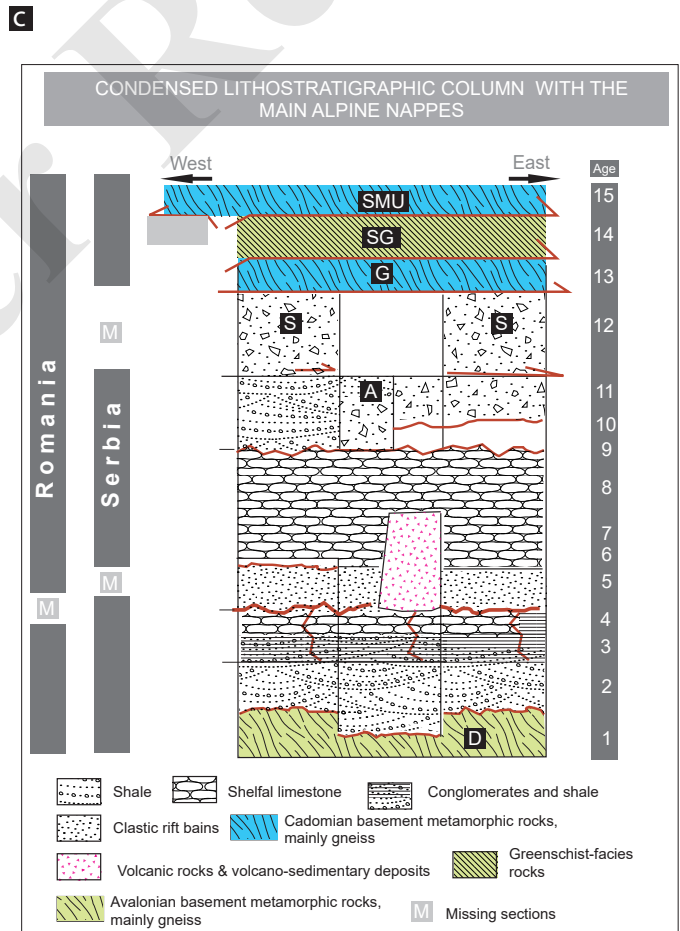 C
CONDENSED LITHOSTRATIGRAPHIC COLUMN WITH THE
MAIN ALPINE NAPPES
West
East
Age
SMU
15
SG
14
G
13
S
S
M
12
A
11
10
9
8
7
6
5
M
M
4
3
2
D
1
Romania
Serbia
Shale
Shelfal limestone
Conglomerates and shale
Clastic rift bains
Cadomian basement metamorphic rocks,
mainly gneiss
Volcanic rocks & volcano-sedimentary deposits
Greenschist-facies
rocks
Avalonian basement metamorphic rocks,
mainly gneiss
M
Missing sections